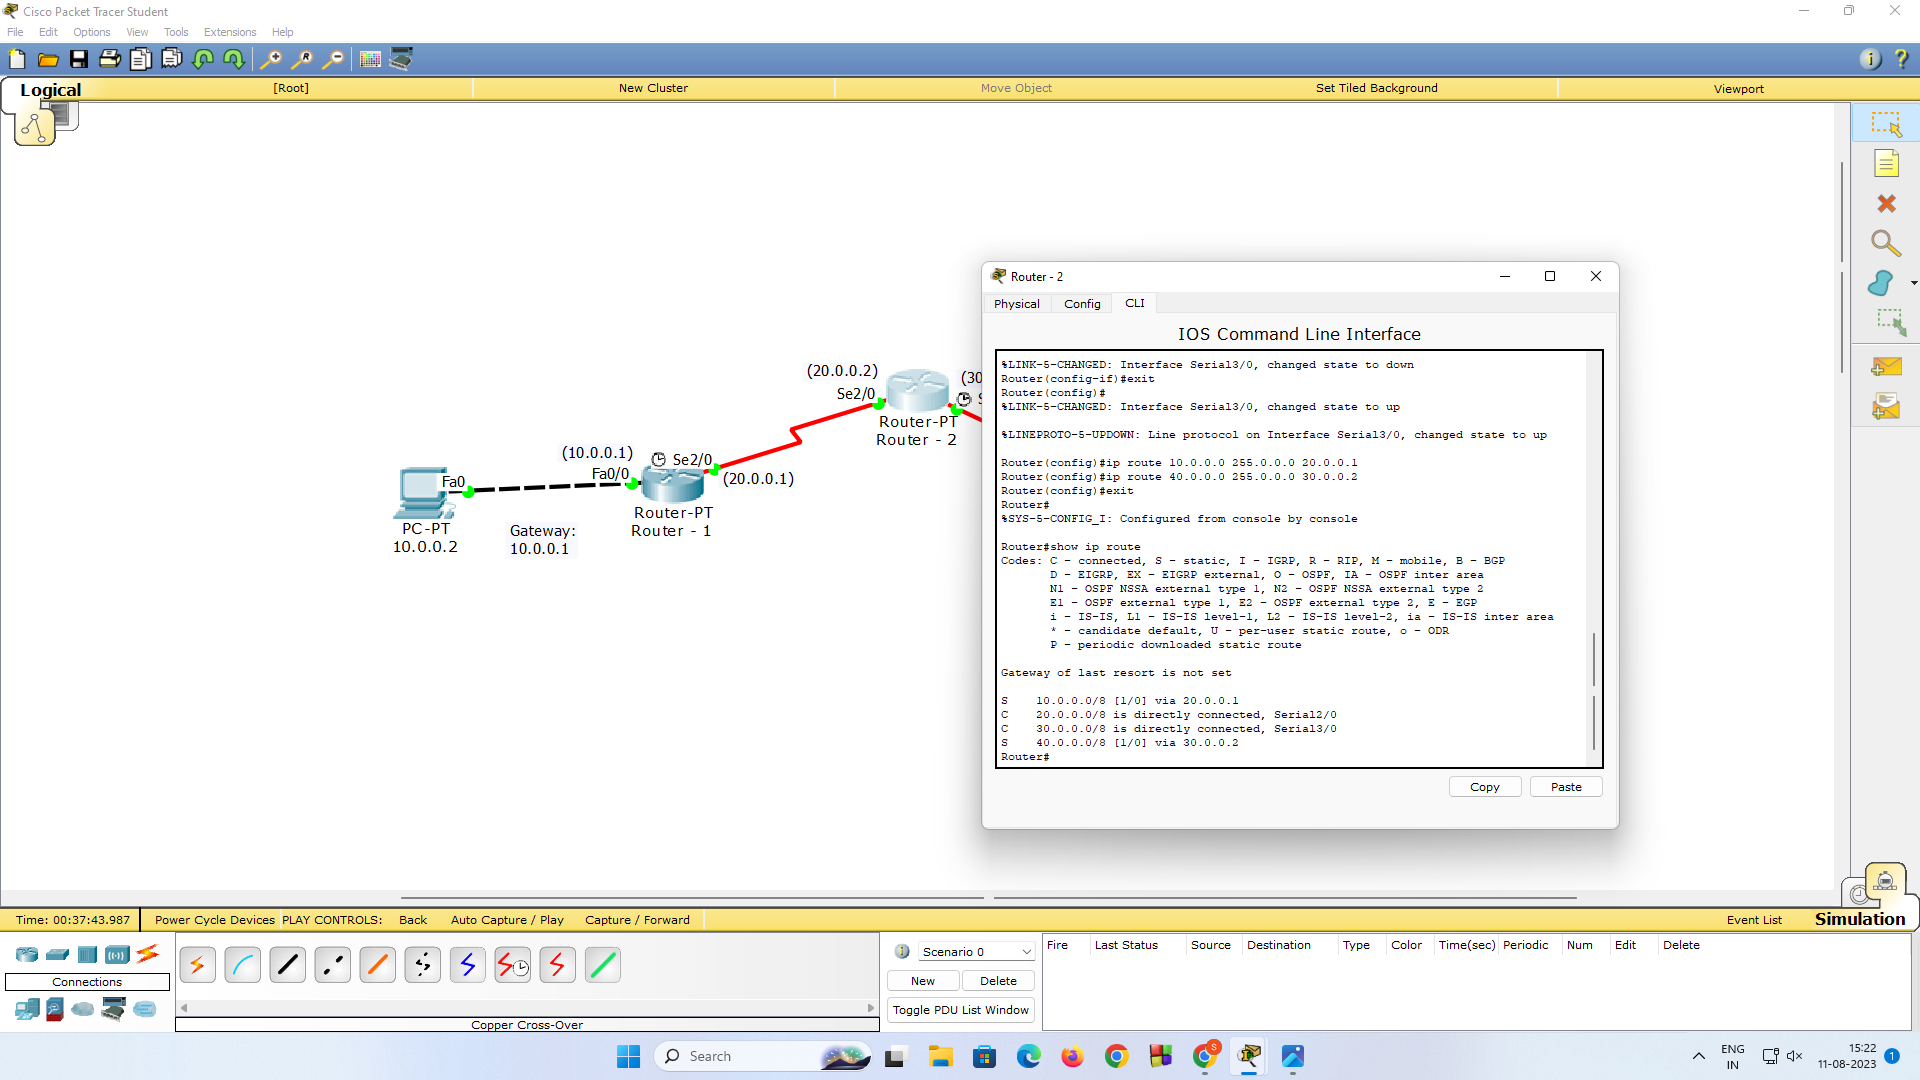 Cisco Packet Tracer Student
File Edit Options View Tools Extensions Help
Logical [Root] New Cluster Move Object Set Tiled Background Viewport
Router - 2
Physical Config CLI
IOS Command Line Interface
%LINK-5-CHANGED: Interface Serial3/0, changed state to down
Router(config-if)#exit
Router(config)#
%LINK-5-CHANGED: Interface Serial3/0, changed state to up
%LINEPROTO-5-UPDOWN: Line protocol on Interface Serial3/0, changed state to up
Router(config)#ip route 10.0.0.0 255.0.0.0 20.0.0.1
Router(config)#ip route 40.0.0.0 255.0.0.0 30.0.0.2
Router(config)#exit
Router#
%SYS-5-CONFIG_I: Configured from console by console
Router#show ip route
Codes: C - connected, S - static, I - IGRP, R - RIP, M - mobile, B - BGP
D - EIGRP, EX - EIGRP external, O - OSPF, IA - OSPF inter area
N1 - OSPF NSSA external type 1, N2 - OSPF NSSA external type 2
E1 - OSPF external type 1, E2 - OSPF external type 2, E - EGP
i - IS-IS, L1 - IS-IS level-1, L2 - IS-IS level-2, ia - IS-IS inter area
* - candidate default, U - per-user static route, o - ODR
P - periodic downloaded static route
Gateway of last resort is not set
S 10.0.0.0/8 [1/0] via 20.0.0.1
C 20.0.0.0/8 is directly connected, Serial2/0
C 30.0.0.0/8 is directly connected, Serial3/0
S 40.0.0.0/8 [1/0] via 30.0.0.2
Router#
Copy Paste
(20.0.0.2)
Se2/0
(30
S
Router-PT
Router - 2
(10.0.0.1)
Fa0/0
Se2/0
(20.0.0.1)
Router-PT
Router - 1
Fa0
PC-PT
10.0.0.2
Gateway:
10.0.0.1
Time: 00:37:43.987 Power Cycle Devices PLAY CONTROLS: Back Auto Capture / Play Capture / Forward Event List Simulation
Connections
Copper Cross-Over
Scenario 0
New Delete
Toggle PDU List Window
Fire Last Status Source Destination Type Color Time(sec) Periodic Num Edit Delete
Search
S
ENG
IN
15:22
11-08-2023
1